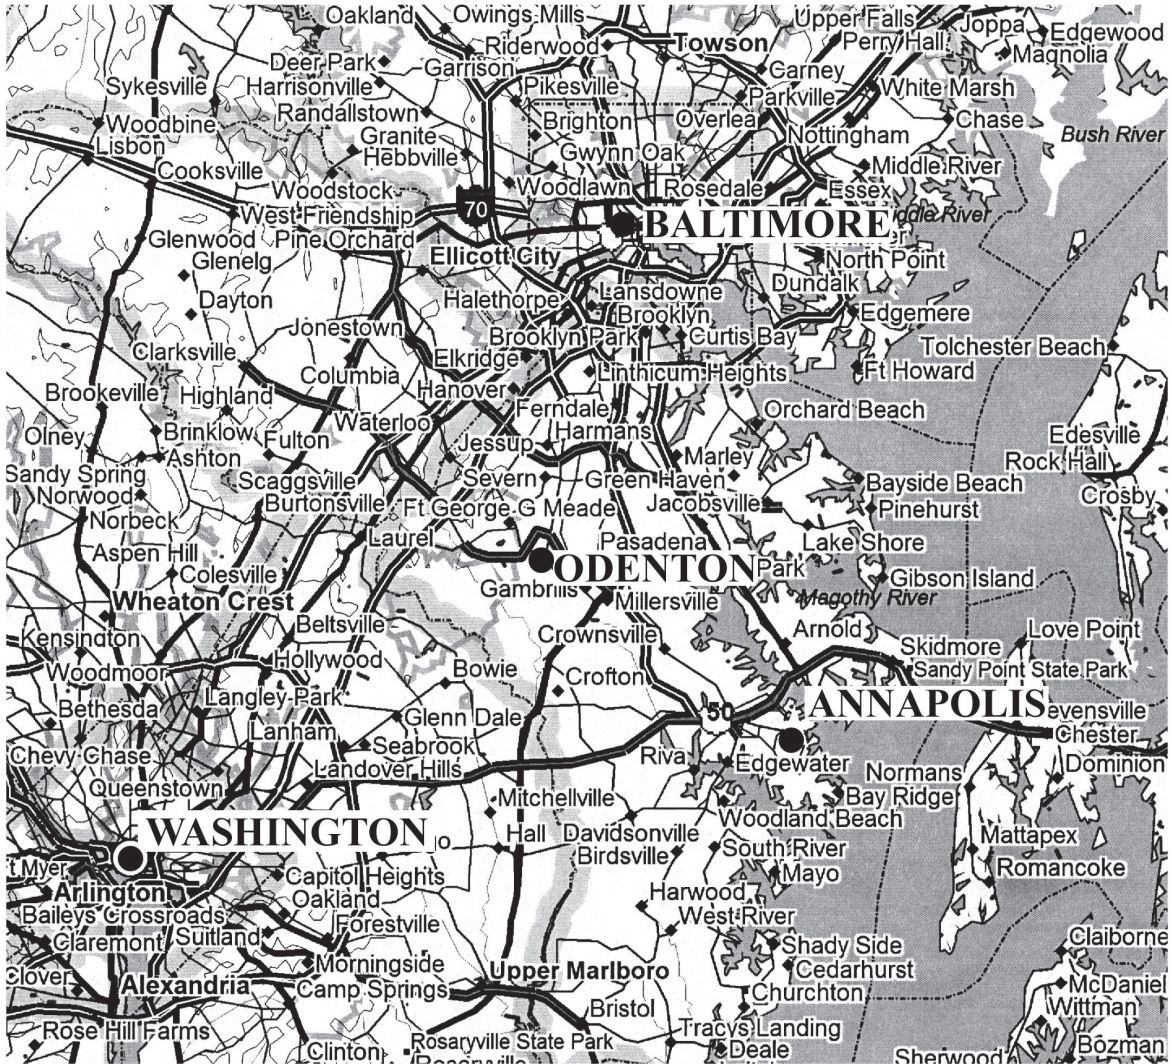 Oakland
Owings Mills
Upper Falls
Joppa
Edgewood
Riderwood
Towson
Perry Hall
Magnolia
Deer Park
Garrison
Carney
Sykesville
Harrisonville
Pikesville
Parkville
White Marsh
Randallstown
Brighton
Overlea
Nottingham
Chase
Woodbine
Granite
Bush River
Lisbon
Hebbville
Gwynn Oak
Middle River
Cooksville
Woodstock
Woodlawn
Rosedale
Essex
70
West Friendship
BALTIMORE
iddle River
Glenwood
Pine Orchard
Ellicott City
North Point
Glenelg
Dayton
Halethorpe
Lansdowne
Dundalk
Brooklyn
Edgemere
Jonestown
Brooklyn Park
Curtis Bay
Tolchester Beach
Clarksville
Elkridge
Columbia
Linthicum Heights
Ft Howard
Brookeville
Highland
Hanover
Ferndale
Orchard Beach
Waterloo
Harmans
Olney
Brinklow
Fulton
Jessup
Edesville
Ashton
Marley
Rock Hall
Sandy Spring
Scaggsville
Severn
Green Haven
Bayside Beach
Norwood
Burtonsville
Ft George G Meade
Jacobsville
Pinehurst
Crosby
Norbeck
Laurel
Pasadena
Lake Shore
Aspen Hill
ODENTON
Park
Colesville
Gambrills
Gibson Island
Wheaton Crest
Millersville
Magothy River
Kensington
Beltsville
Crownsville
Arnold
Skidmore
Love Point
Woodmoor
Hollywood
Bowie
Crofton
Sandy Point State Park
Langley Park
ANNAPOLIS
evensville
Bethesda
Glenn Dale
50
Lanham
Chester
Chevy Chase
Seabrook
Riva
Edgewater
Normans
Dominion
Landover Hills
Queenstown
Mitchellville
Bay Ridge
Woodland Beach
WASHINGTON
o
Hall
Davidsonville
South River
Mattapex
Birdsville
t Myer
Capitol Heights
Mayo
Romancoke
Arlington
Oakland
Harwood
Baileys Crossroads
Forestville
West River
Claremont
Suitland
Shady Side
Claiborne
Clover
Morningside
Upper Marlboro
Cedarhurst
Alexandria
Camp Springs
Churchton
McDaniel
Bristol
Wittman
Rose Hill Farms
Rosaryville State Park
Tracys Landing
Clinton
Rosaryville
Deale
Sherwood
Bozman